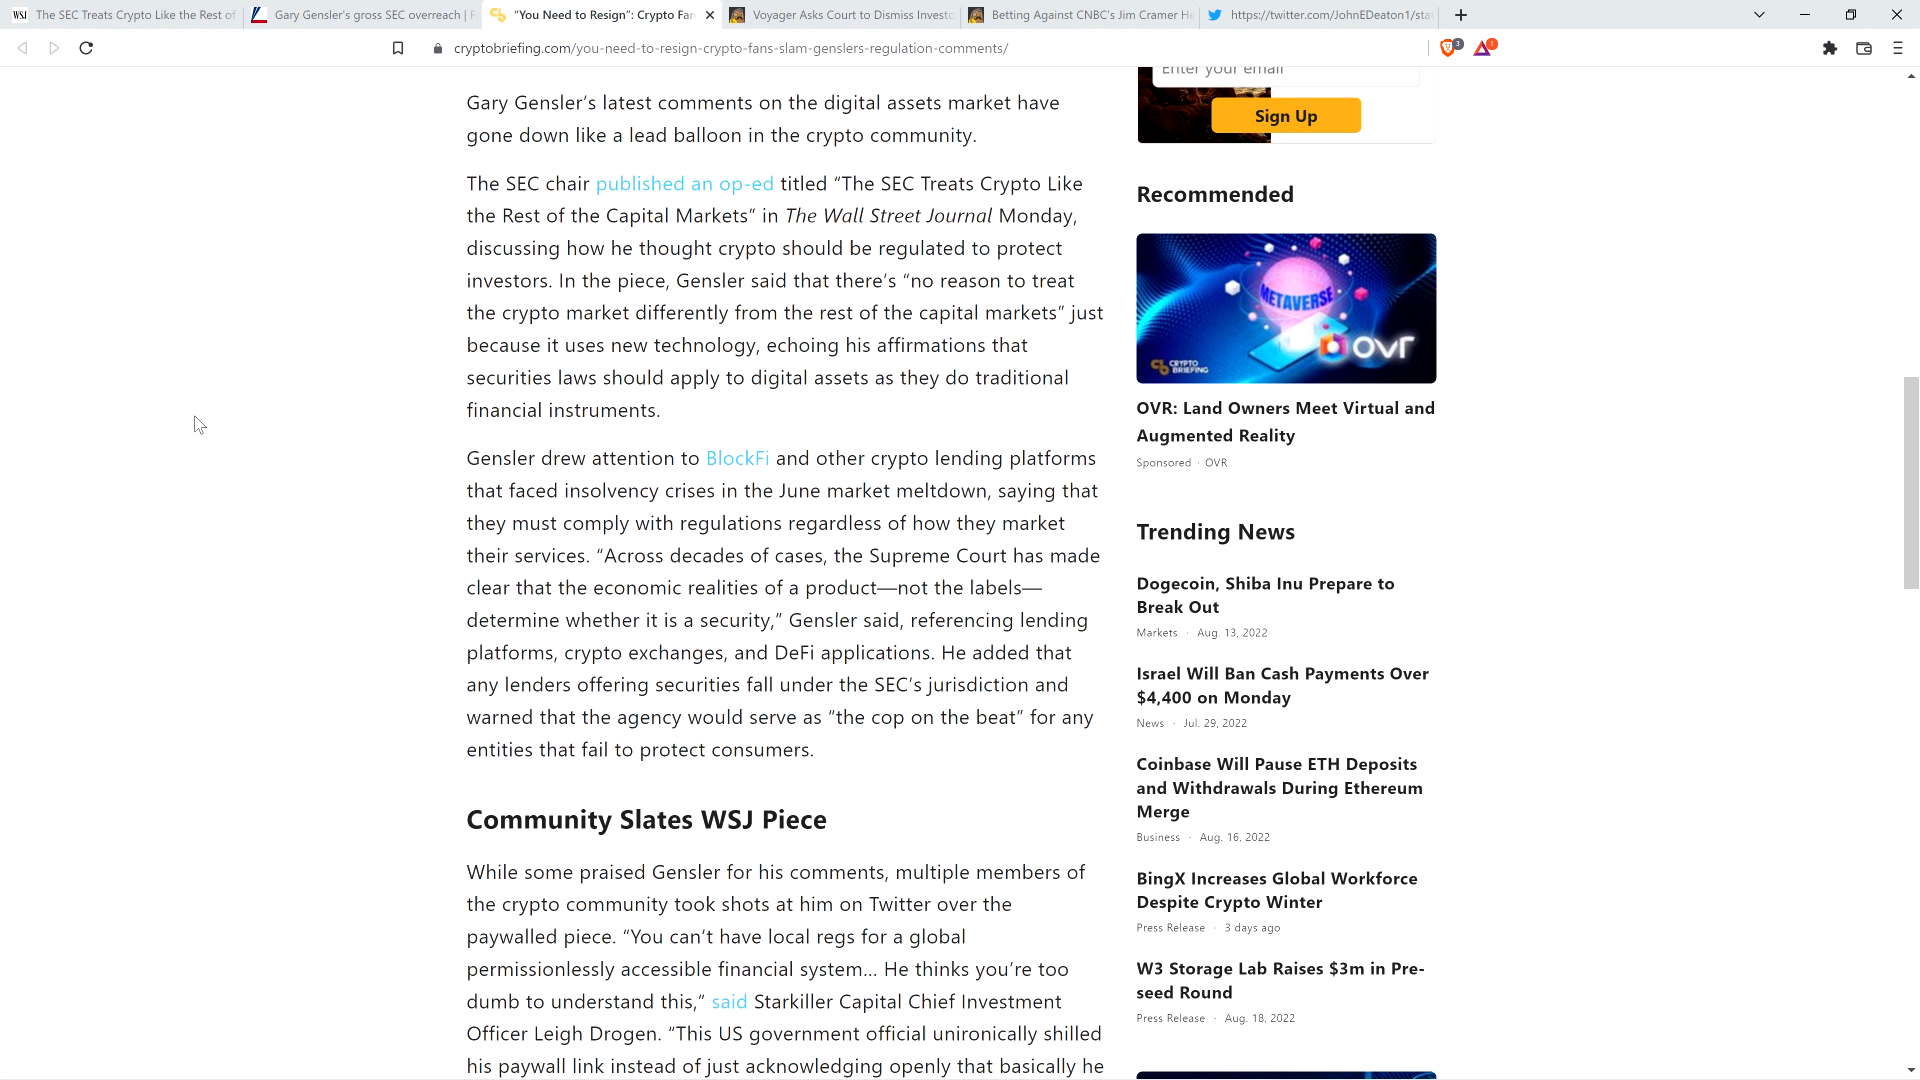 The SEC Treats Crypto Like the Rest of
Gary Gensler's gross SEC overreach |
"You Need to Resign": Crypto Fan
Voyager Asks Court to Dismiss Investo
Betting Against CNBC's Jim Cramer He
https://twitter.com/JohnEDeaton1/sta
cryptobriefing.com/you-need-to-resign-crypto-fans-slam-genslers-regulation-comments/
3
1
Gary Gensler's latest comments on the digital assets market have
gone down like a lead balloon in the crypto community.
The SEC chair published an op-ed titled “The SEC Treats Crypto Like
the Rest of the Capital Markets” in The Wall Street Journal Monday,
discussing how he thought crypto should be regulated to protect
investors. In the piece, Gensler said that there's “no reason to treat
the crypto market differently from the rest of the capital markets” just
because it uses new technology, echoing his affirmations that
securities laws should apply to digital assets as they do traditional
financial instruments.
Gensler drew attention to BlockFi and other crypto lending platforms
that faced insolvency crises in the June market meltdown, saying that
they must comply with regulations regardless of how they market
their services. “Across decades of cases, the Supreme Court has made
clear that the economic realities of a product—not the labels—
determine whether it is a security,” Gensler said, referencing lending
platforms, crypto exchanges, and DeFi applications. He added that
any lenders offering securities fall under the SEC's jurisdiction and
warned that the agency would serve as “the cop on the beat” for any
entities that fail to protect consumers.
Community Slates WSJ Piece
While some praised Gensler for his comments, multiple members of
the crypto community took shots at him on Twitter over the
paywalled piece. “You can't have local regs for a global
permissionlessly accessible financial system... He thinks you're too
dumb to understand this,” said Starkiller Capital Chief Investment
Officer Leigh Drogen. “This US government official unironically shilled
his paywall link instead of just acknowledging openly that basically he
Enter your email
Sign Up
Recommended
METAVERSE
ovr
CRYPTO
BRIEFING
OVR: Land Owners Meet Virtual and
Augmented Reality
Sponsored · OVR
Trending News
Dogecoin, Shiba Inu Prepare to
Break Out
Markets · Aug. 13, 2022
Israel Will Ban Cash Payments Over
$4,400 on Monday
News · Jul. 29, 2022
Coinbase Will Pause ETH Deposits
and Withdrawals During Ethereum
Merge
Business · Aug. 16, 2022
BingX Increases Global Workforce
Despite Crypto Winter
Press Release · 3 days ago
W3 Storage Lab Raises $3m in Pre-
seed Round
Press Release · Aug. 18, 2022